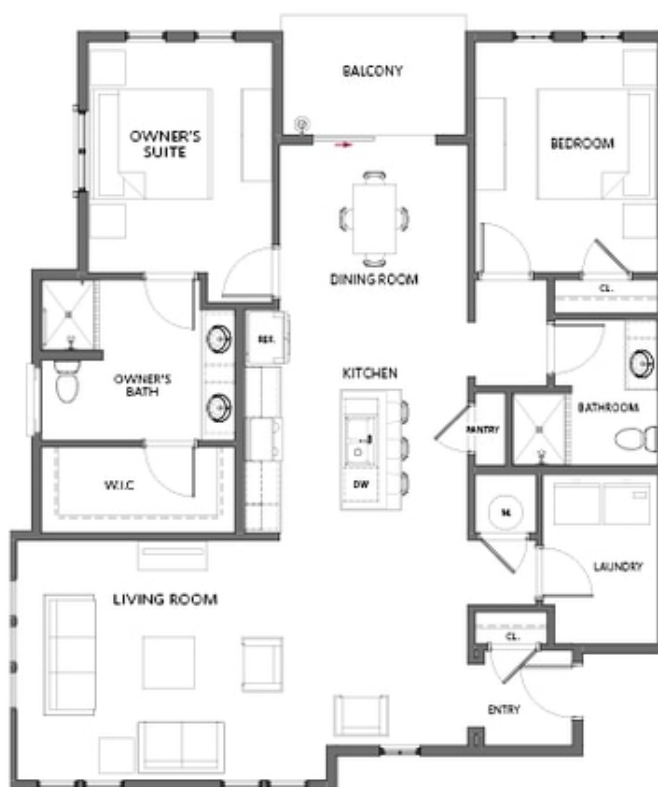 BALCONY
OWNER'S
SUITE
BEDROOM
DINING ROOM
CL.
REF.
KITCHEN
OWNER'S
BATH
BATHROOM
PANTRY
DW
W.I.C
M.
LAUNDRY
LIVING ROOM
CL.
ENTRY